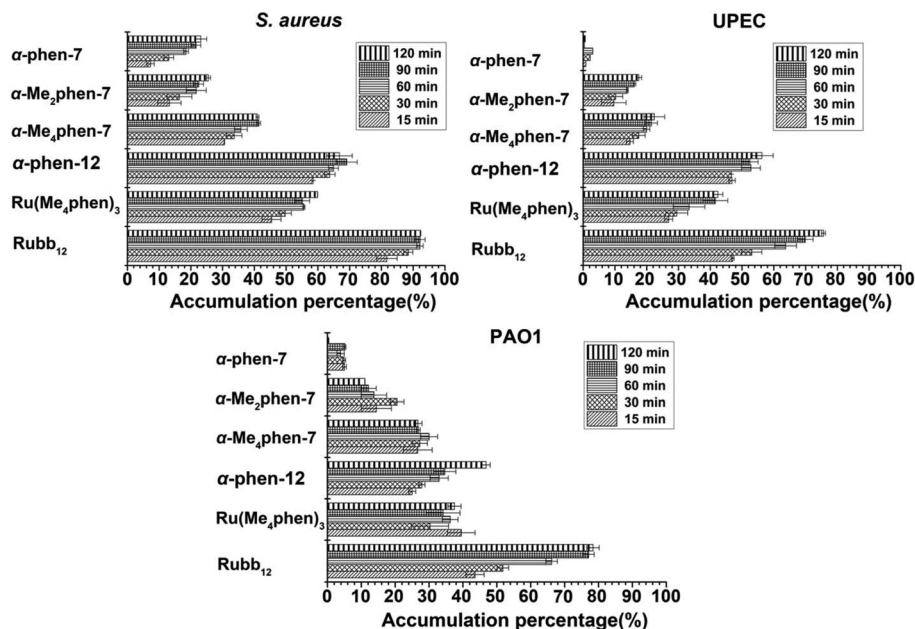 S. aureus
α-phen-7
α-Me₂phen-7
α-Me₄phen-7
α-phen-12
Ru(Me₄phen)₃
Rubb₁₂
120 min
90 min
60 min
30 min
15 min
0 10 20 30 40 50 60 70 80 90 100
Accumulation percentage(%)
UPEC
α-phen-7
α-Me₂phen-7
α-Me₄phen-7
α-phen-12
Ru(Me₄phen)₃
Rubb₁₂
120 min
90 min
60 min
30 min
15 min
0 10 20 30 40 50 60 70 80 90 100
Accumulation percentage(%)
PAO1
α-phen-7
α-Me₂phen-7
α-Me₄phen-7
α-phen-12
Ru(Me₄phen)₃
Rubb₁₂
120 min
90 min
60 min
30 min
15 min
0 10 20 30 40 50 60 70 80 90 100
Accumulation percentage(%)